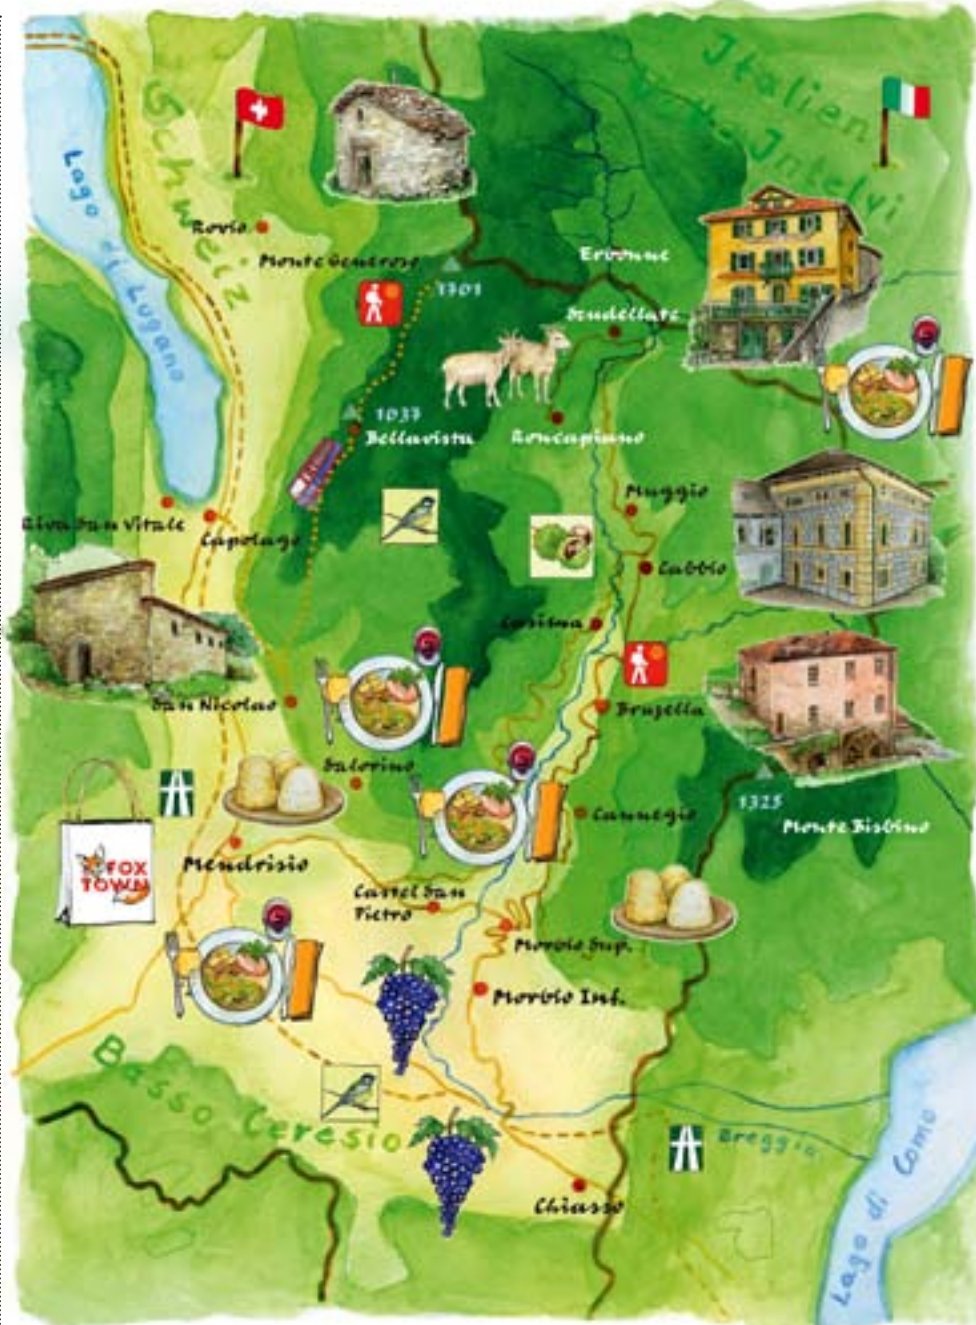 Italien
Valle Intelvi
Schweiz
Lago di Lugano
Rovio
Monte Generoso
1701
Erbonne
Scudellate
1037
Bellavista
Roncapiano
Muggio
Riva San Vitale
Capolago
Cabbio
Casima
San Nicolao
Bruzella
Salorino
1325
Monte Bisbino
Canneggio
Mendrisio
FOX
TOWN
Castel San
Pietro
Morbio Sup.
Morbio Inf.
Basso Ceresio
Breggia
Chiasso
Lago di Como